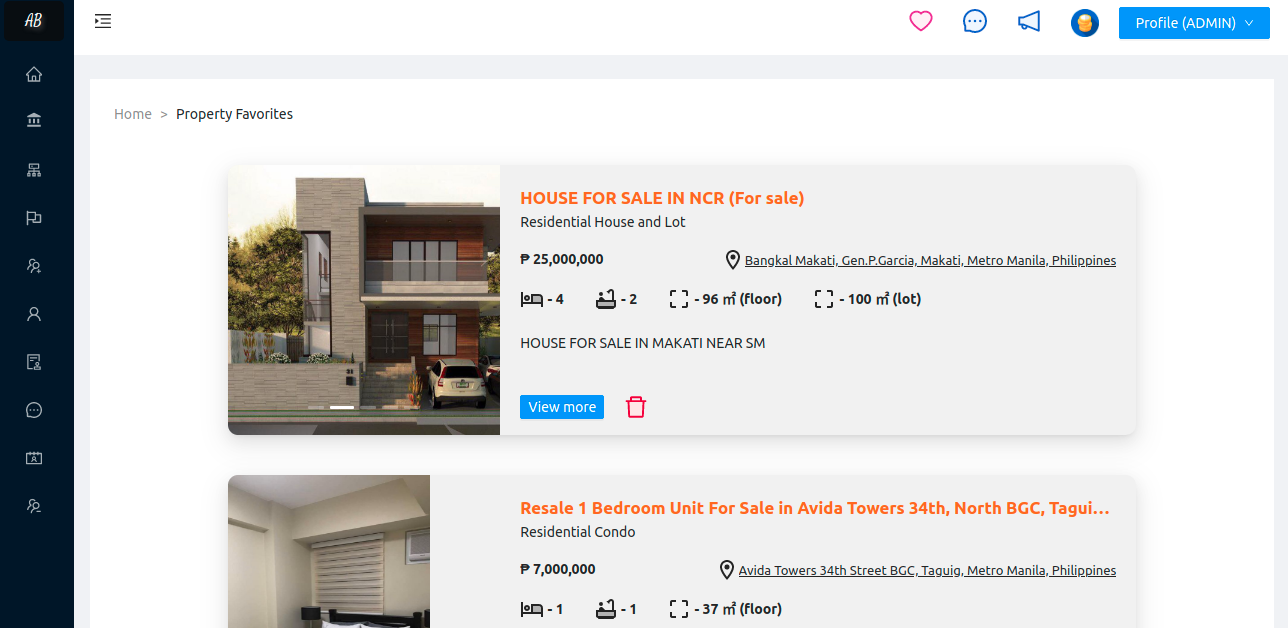 AB
Profile (ADMIN)
Home > Property Favorites
HOUSE FOR SALE IN NCR (For sale)
Residential House and Lot
₱ 25,000,000
Bangkal Makati, Gen.P.Garcia, Makati, Metro Manila, Philippines
- 4 - 2 - 96 ㎡ (floor) - 100 ㎡ (lot)
HOUSE FOR SALE IN MAKATI NEAR SM
View more
Resale 1 Bedroom Unit For Sale in Avida Towers 34th, North BGC, Tagui...
Residential Condo
₱ 7,000,000
Avida Towers 34th Street BGC, Taguig, Metro Manila, Philippines
- 1 - 1 - 37 ㎡ (floor)